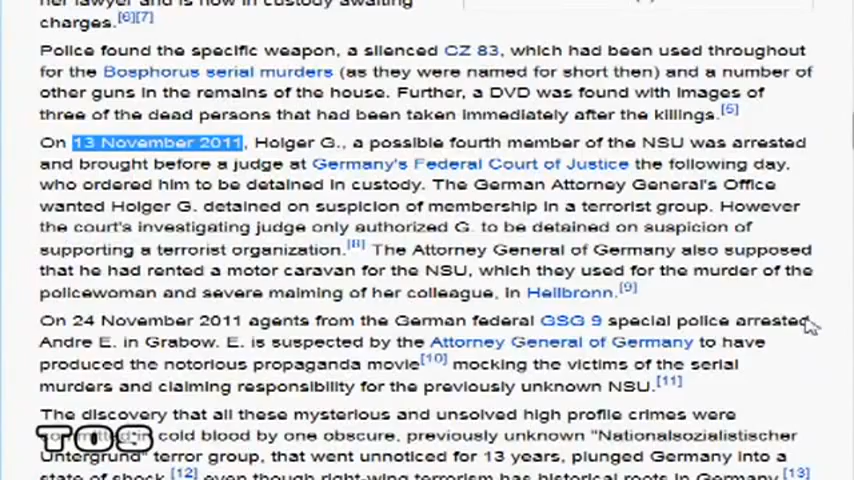 her lawyer and is now in custody awaiting
charges.[6][7]
Police found the specific weapon, a silenced CZ 83, which had been used throughout
for the Bosphorus serial murders (as they were named for short then) and a number of
other guns in the remains of the house. Further, a DVD was found with images of
three of the dead persons that had been taken immediately after the killings.[5]
On 13 November 2011, Holger G., a possible fourth member of the NSU was arrested
and brought before a judge at Germany's Federal Court of Justice the following day,
who ordered him to be detained in custody. The German Attorney General's Office
wanted Holger G. detained on suspicion of membership in a terrorist group. However
the court's investigating judge only authorized G. to be detained on suspicion of
supporting a terrorist organization.[8] The Attorney General of Germany also supposed
that he had rented a motor caravan for the NSU, which they used for the murder of the
policewoman and severe maiming of her colleague, in Heilbronn.[9]
On 24 November 2011 agents from the German federal GSG 9 special police arrested
Andre E. in Grabow. E. is suspected by the Attorney General of Germany to have
produced the notorious propaganda movie[10] mocking the victims of the serial
murders and claiming responsibility for the previously unknown NSU.[11]
The discovery that all these mysterious and unsolved high profile crimes were
committed in cold blood by one obscure, previously unknown "Nationalsozialistischer
Untergrund" terror group, that went unnoticed for 13 years, plunged Germany into a
state of shock,[12] even though right-wing terrorism has historical roots in Germany.[13]
TOS